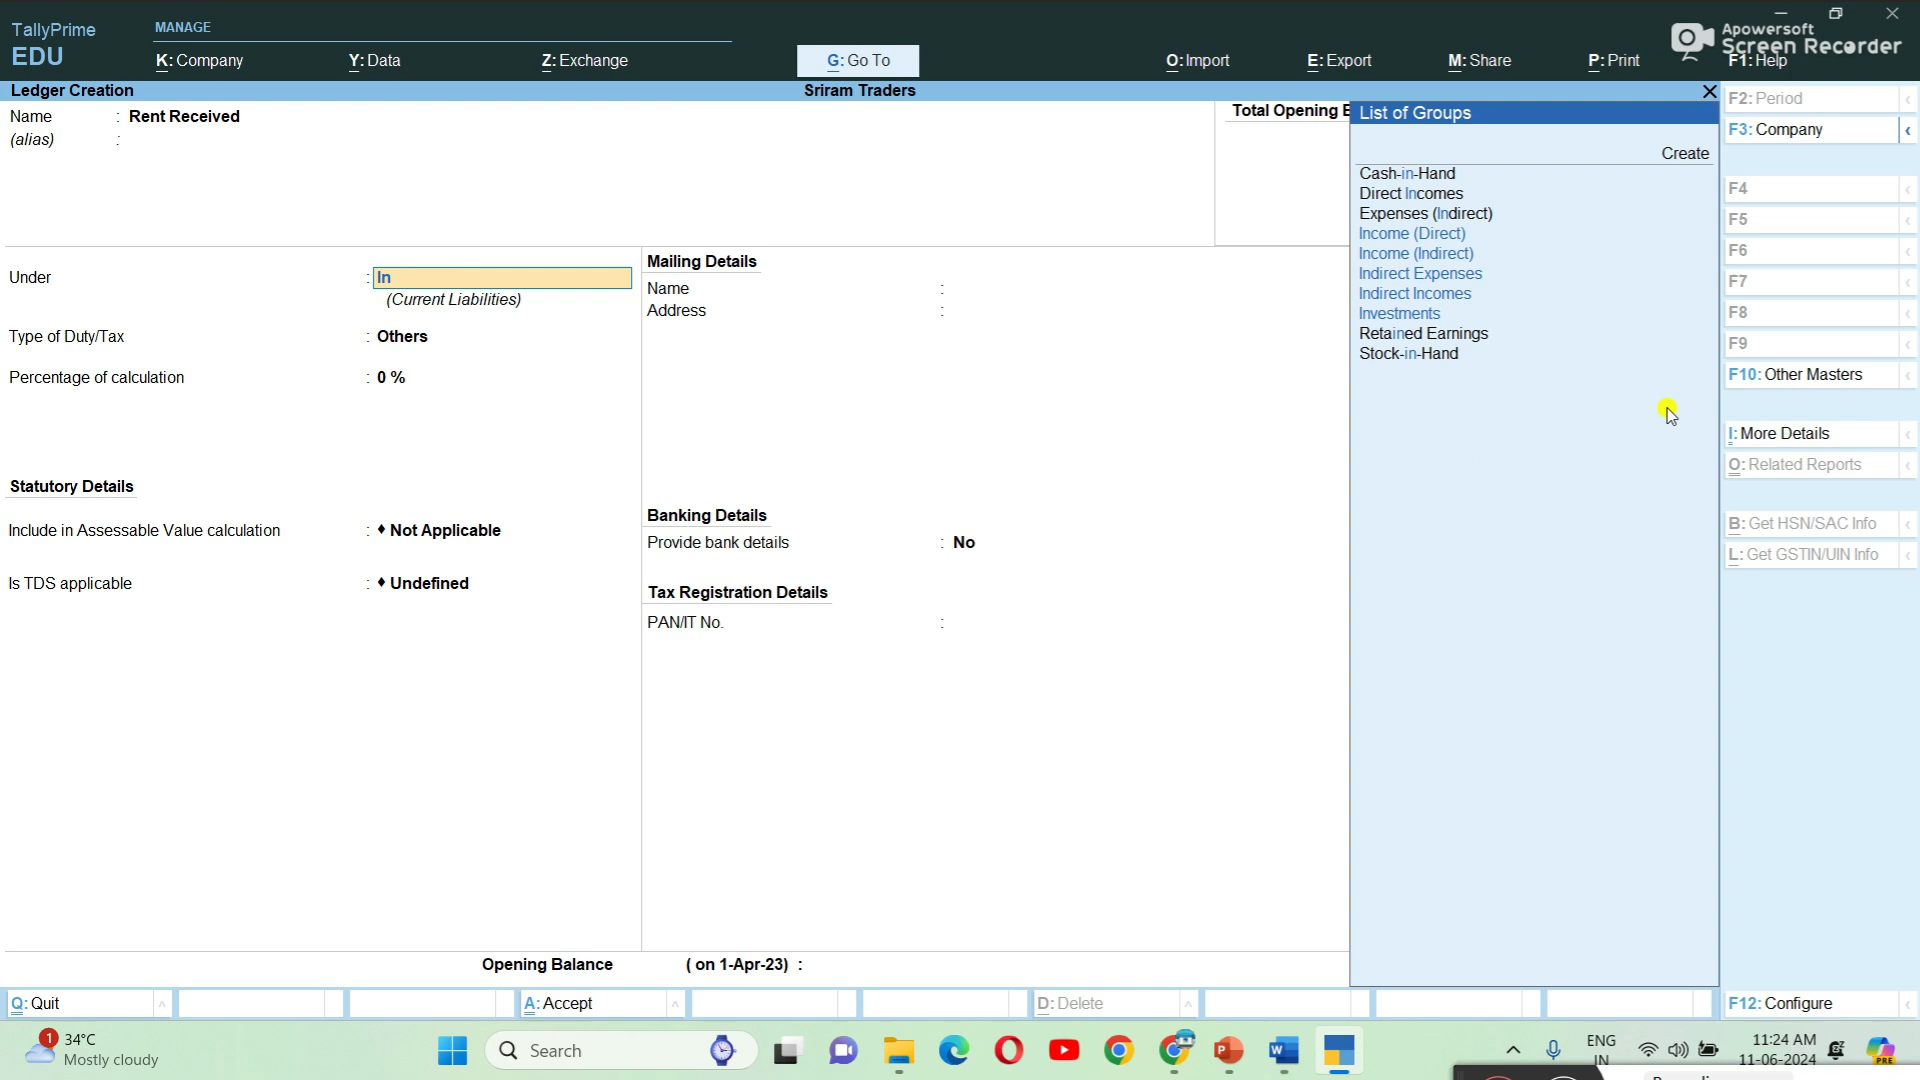 TallyPrime
EDU
MANAGE
K: Company
Y: Data
Z: Exchange
G: Go To
O: Import
E: Export
M: Share
P: Print
F1: Help
Apowersoft
Screen Recorder
Ledger Creation
Sriram Traders
Name : Rent Received
(alias) :
Total Opening
Under : In
(Current Liabilities)
Type of Duty/Tax : Others
Percentage of calculation : 0 %
Statutory Details
Include in Assessable Value calculation : ♦ Not Applicable
Is TDS applicable : ♦ Undefined
Mailing Details
Name :
Address :
Banking Details
Provide bank details : No
Tax Registration Details
PAN/IT No. :
List of Groups
Create
Cash-in-Hand
Direct Incomes
Expenses (Indirect)
Income (Direct)
Income (Indirect)
Indirect Expenses
Indirect Incomes
Investments
Retained Earnings
Stock-in-Hand
F2: Period
F3: Company
F4
F5
F6
F7
F8
F9
F10: Other Masters
I: More Details
O: Related Reports
B: Get HSN/SAC Info
L: Get GSTIN/UIN Info
Opening Balance ( on 1-Apr-23) :
Q: Quit
A: Accept
D: Delete
F12: Configure
1
34°C
Mostly cloudy
Search
ENG
IN
11:24 AM
11-06-2024
PRE